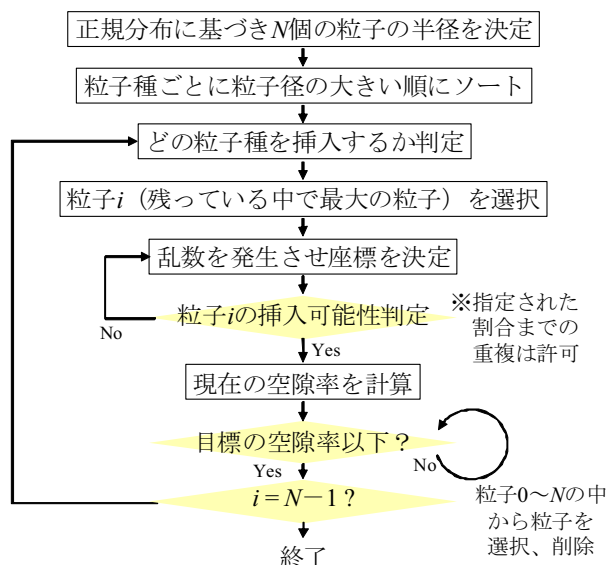 正規分布に基づきN個の粒子の半径を決定
粒子種ごとに粒子径の大きい順にソート
どの粒子種を挿入するか判定
粒子i（残っている中で最大の粒子）を選択
乱数を発生させ座標を決定
粒子iの挿入可能性判定
No
※指定された
割合までの
重複は許可
Yes
現在の空隙率を計算
目標の空隙率以下？
No
Yes
i = N－1？
粒子0～Nの中
から粒子を
選択、削除
終了